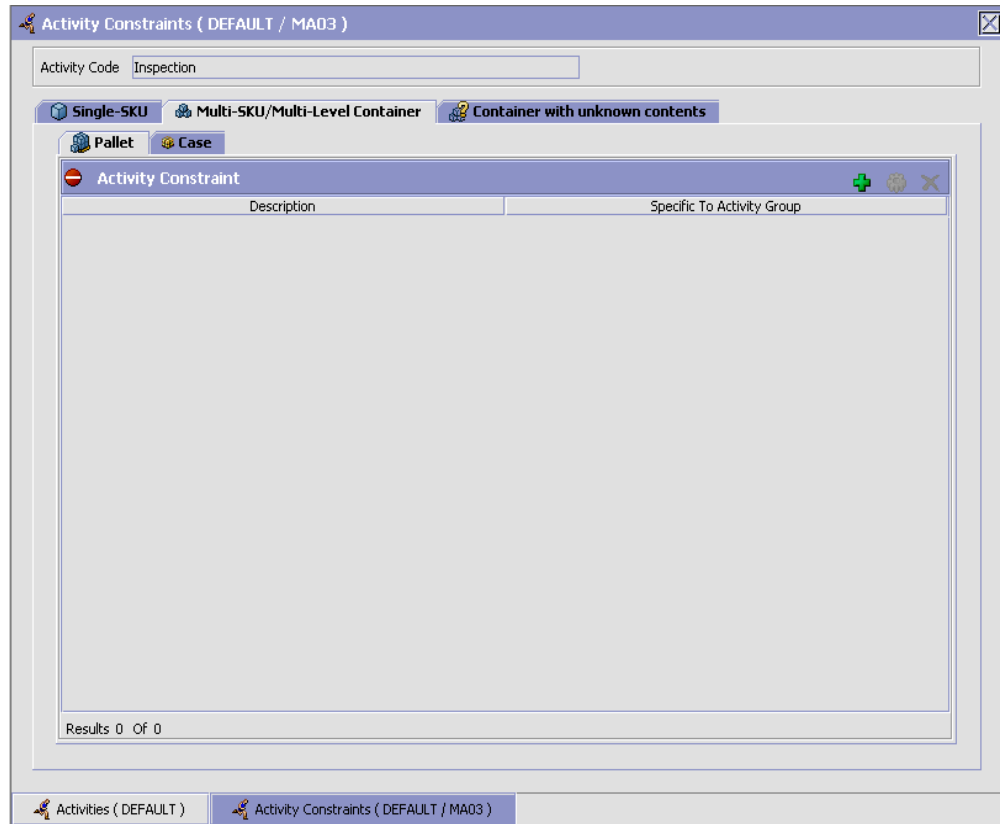 Activity Constraints ( DEFAULT / MA03 )
Activity Code Inspection
Single-SKU Multi-SKU/Multi-Level Container Container with unknown contents
Pallet Case
Activity Constraint
Description Specific To Activity Group
Results 0 Of 0
Activities ( DEFAULT ) Activity Constraints ( DEFAULT / MA03 )